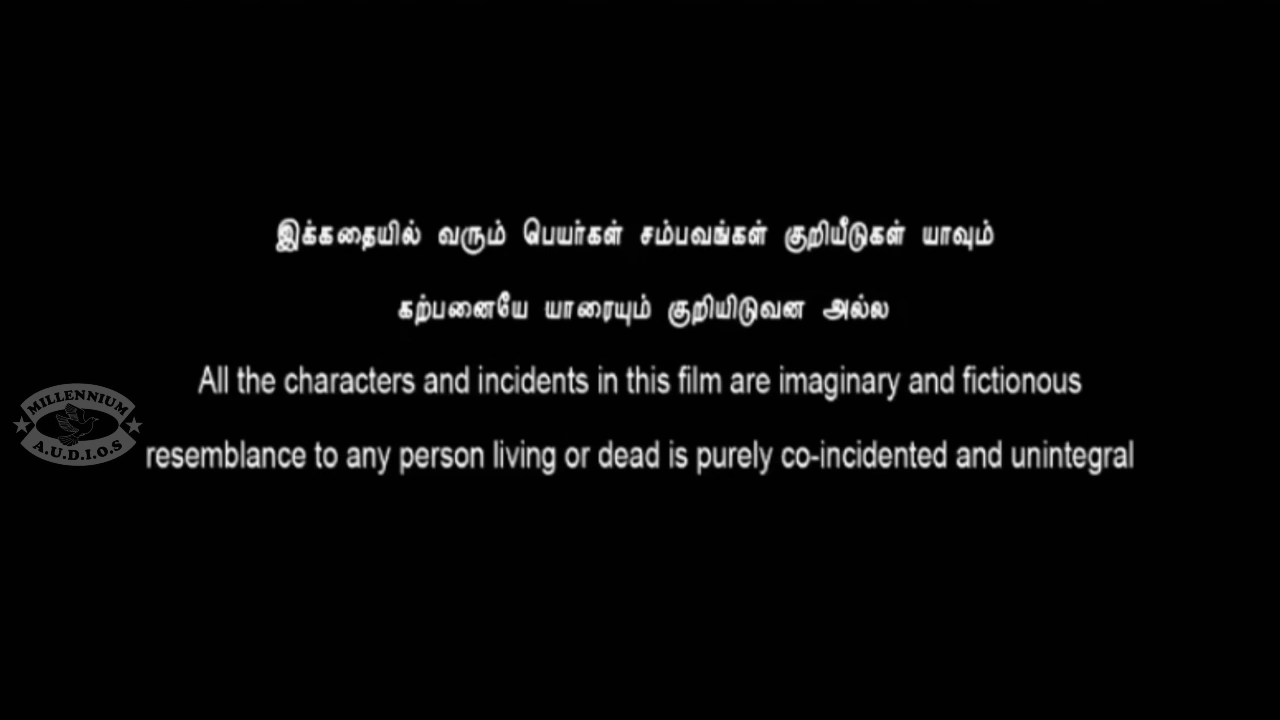 இக்கதையில் வரும் பெயர்கள் சம்பவங்கள் குறியீடுகள் யாவும்
கற்பனையே யாரையும் குறியிடுவன அல்ல
All the characters and incidents in this film are imaginary and fictionous
resemblance to any person living or dead is purely co-incidented and unintegral
MILLENNIUM
A.U.D.I.O.S